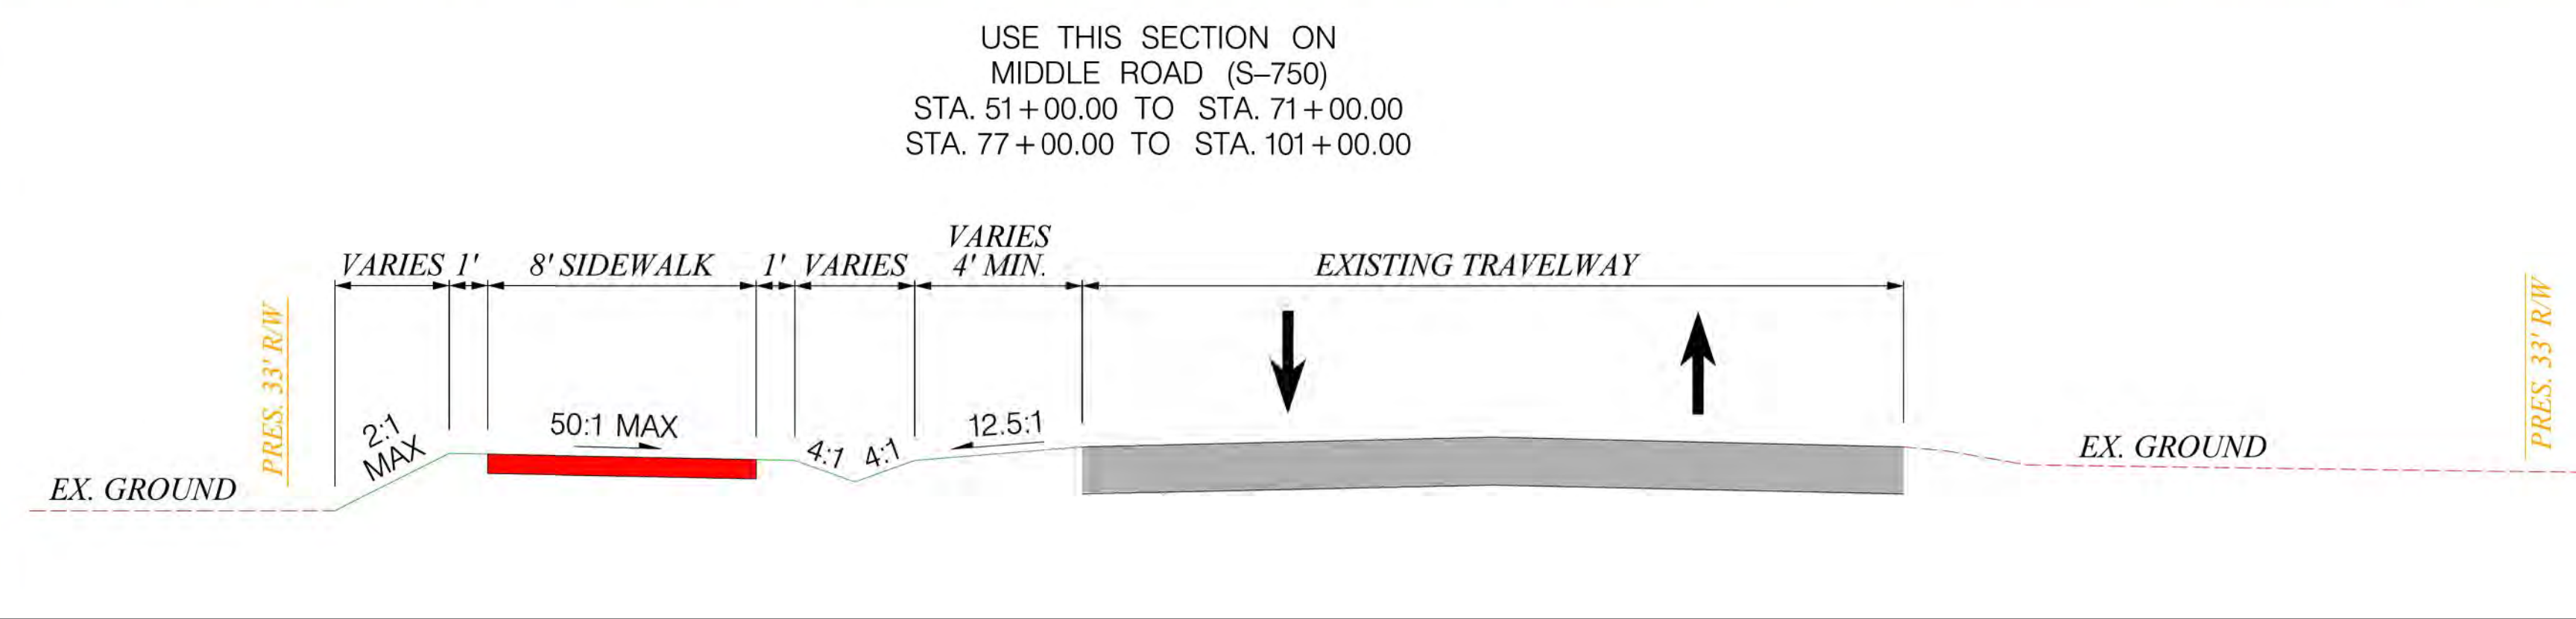 USE THIS SECTION ON
MIDDLE ROAD (S-750)
STA. 51+00.00 TO STA. 71+00.00
STA. 77+00.00 TO STA. 101+00.00
VARIES
VARIES 1' 8' SIDEWALK 1' VARIES 4' MIN. EXISTING TRAVELWAY
PRES. 33' R/W
PRES. 33' R/W
2:1
MAX
50:1 MAX
4:1
4:1
12.5:1
EX. GROUND
EX. GROUND